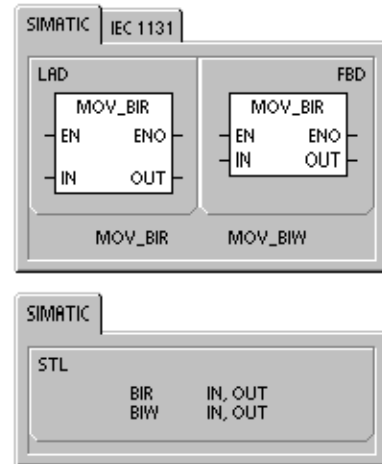 SIMATIC IEC 1131
LAD FBD
MOV_BIR MOV_BIR
EN ENO EN ENO
IN OUT IN OUT
MOV_BIR MOV_BIW
SIMATIC
STL
BIR IN, OUT
BIW IN, OUT